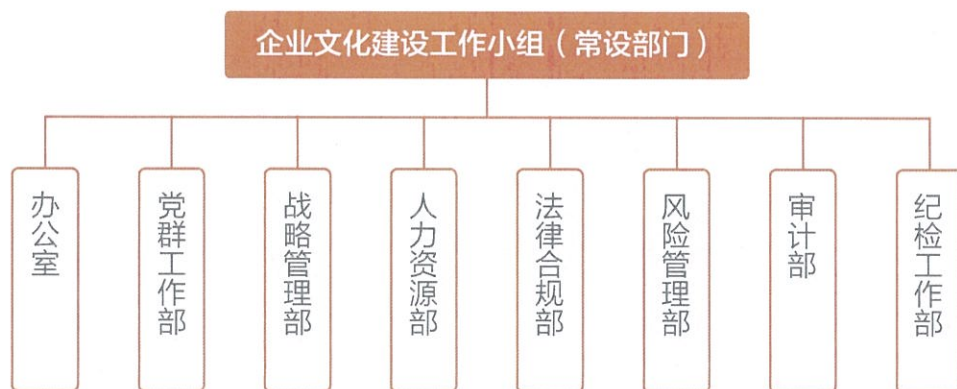 企业文化建设工作小组（常设部门）
办公室
党群工作部
战略管理部
人力资源部
法律合规部
风险管理部
审计部
纪检工作部